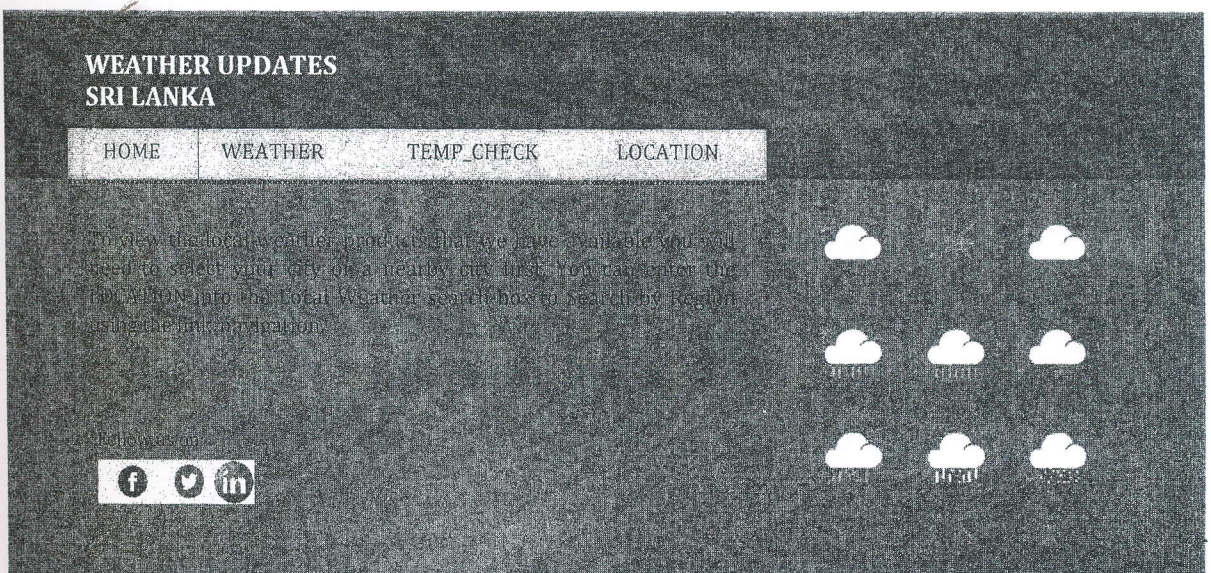 WEATHER UPDATES
SRI LANKA
HOME WEATHER TEMP_CHECK LOCATION
To view the local weather products that we have available you will
need to select your city or a nearby city first. You can enter the
LOCATION into the Local Weather search box to Search by Region
using the link navigation.
Follow us on
f in